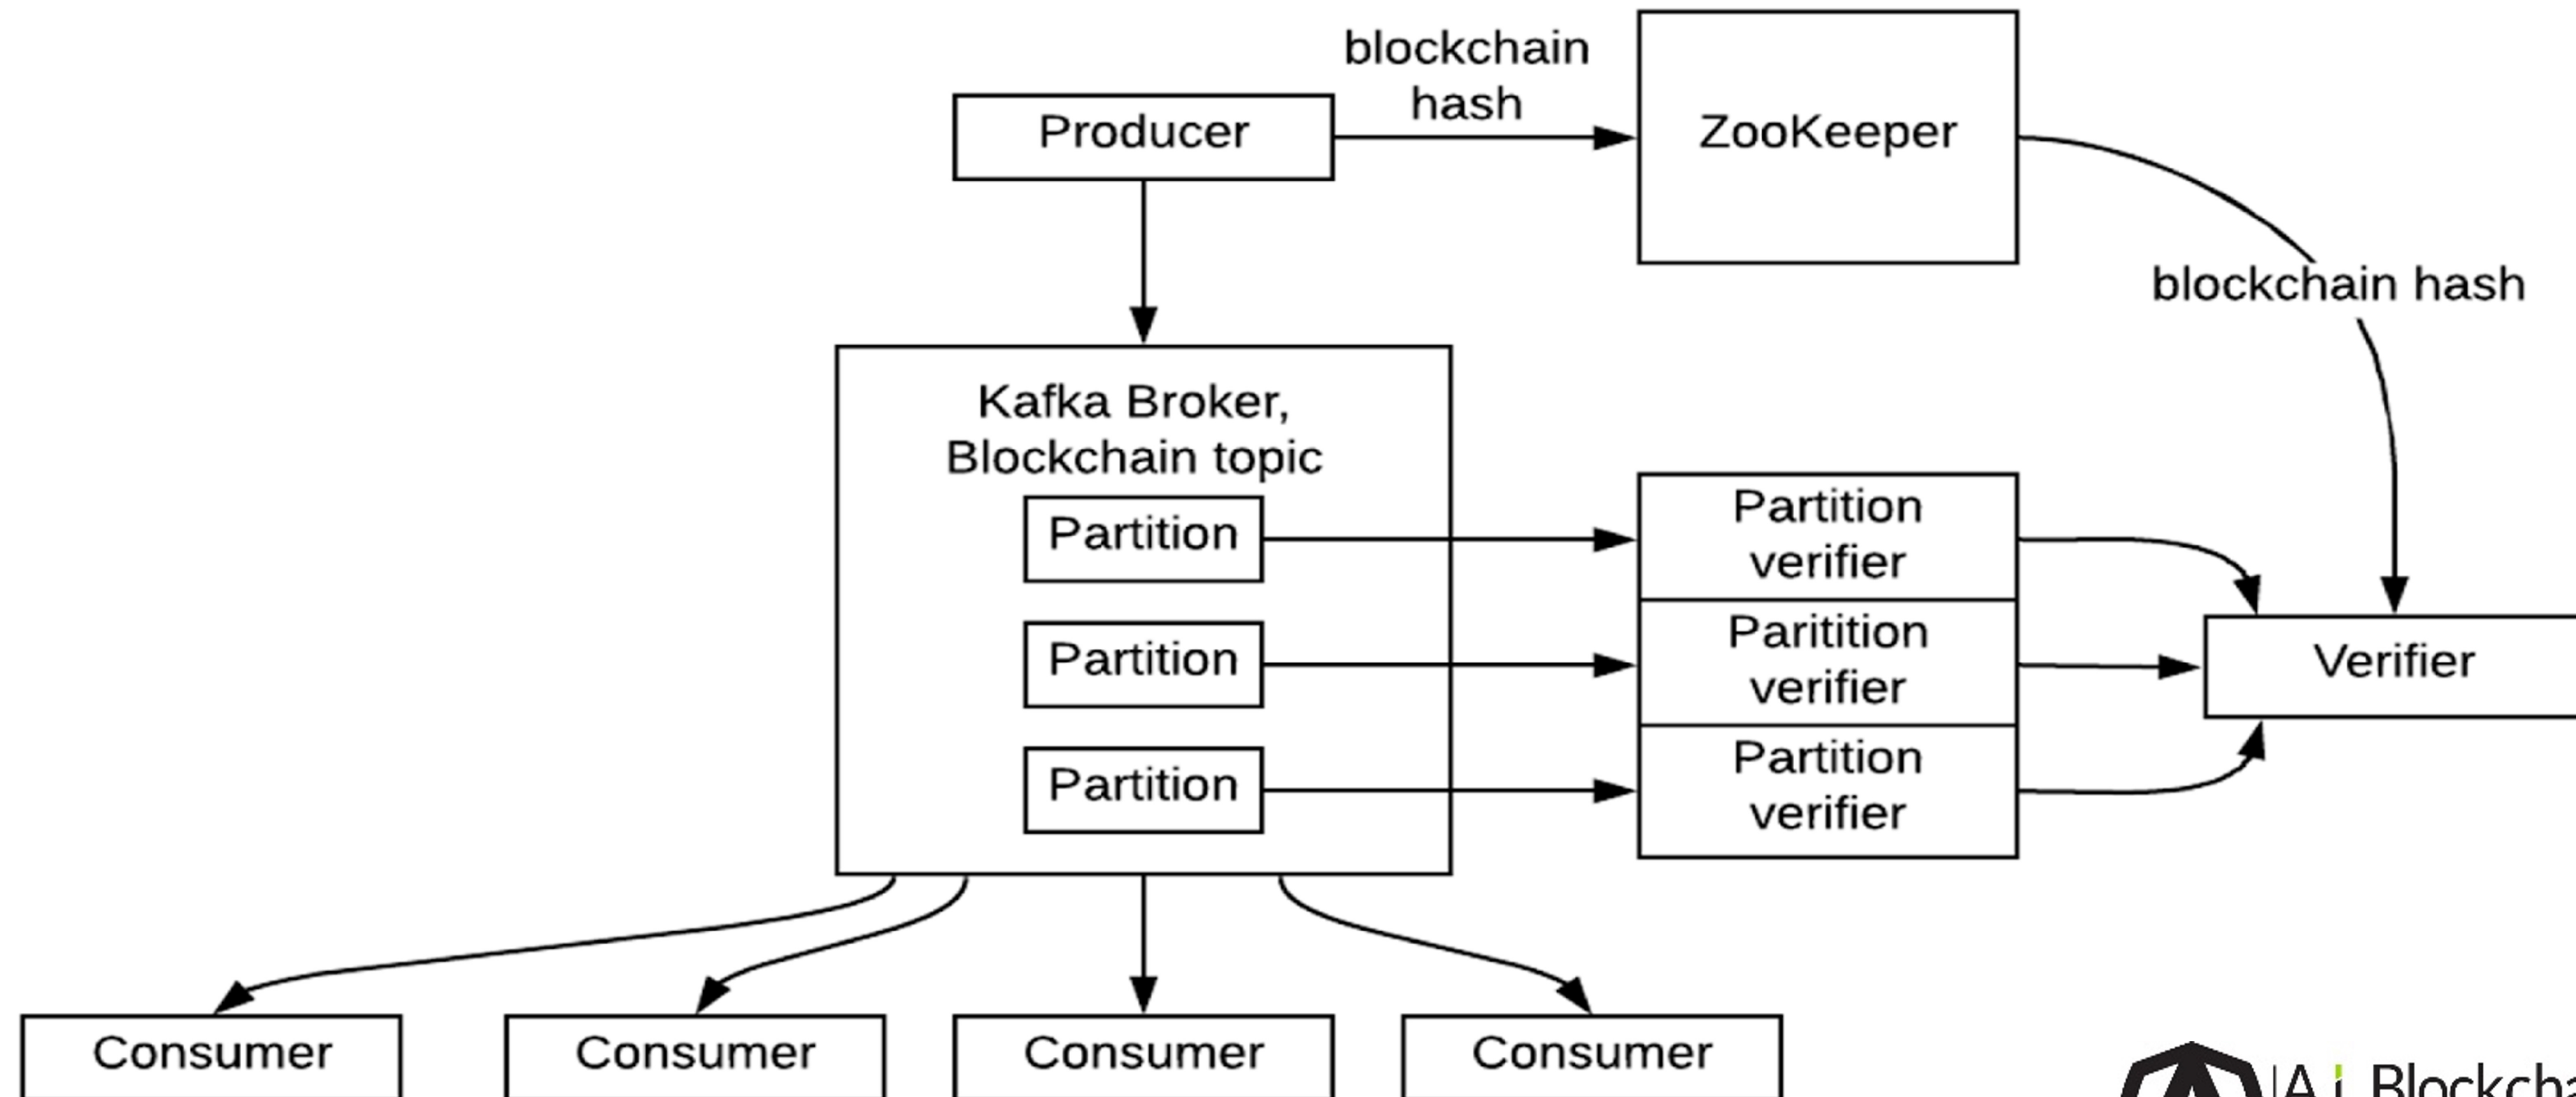 blockchain
hash
Producer
ZooKeeper
blockchain hash
Kafka Broker,
Blockchain topic
Partition
Partition
verifier
Partition
Paritition
verifier
Verifier
Partition
Partition
verifier
Consumer
Consumer
Consumer
Consumer